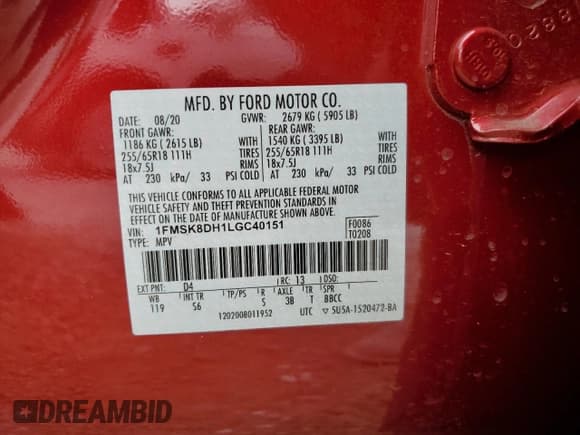 MFD. BY FORD MOTOR CO.
DATE: 08/20 GVWR: 2679 KG ( 5905 LB)
FRONT GAWR: REAR GAWR:
1186 KG ( 2615 LB) WITH 1540 KG ( 3395 LB) WITH
255/65R18 111H TIRES 255/65R18 111H TIRES
18x7.5J RIMS 18x7.5J RIMS
AT 230 kPa/ 33 PSI COLD AT 230 kPa/ 33 PSI COLD
THIS VEHICLE CONFORMS TO ALL APPLICABLE FEDERAL MOTOR
VEHICLE SAFETY AND THEFT PREVENTION STANDARDS IN
EFFECT ON THE DATE OF MANUFACTURE SHOWN ABOVE.
VIN: 1FMSK8DH1LGC40151 F0086
TYPE: MPV T0208
EXT PNT: D4 RC: 13 DSO:
WB INT TR TP/PS R AXLE TR SPR
119 S6 5 3B T BBCC
1202008011952 UTC ▽ 5U5A-1520472-BA
DREAMBID